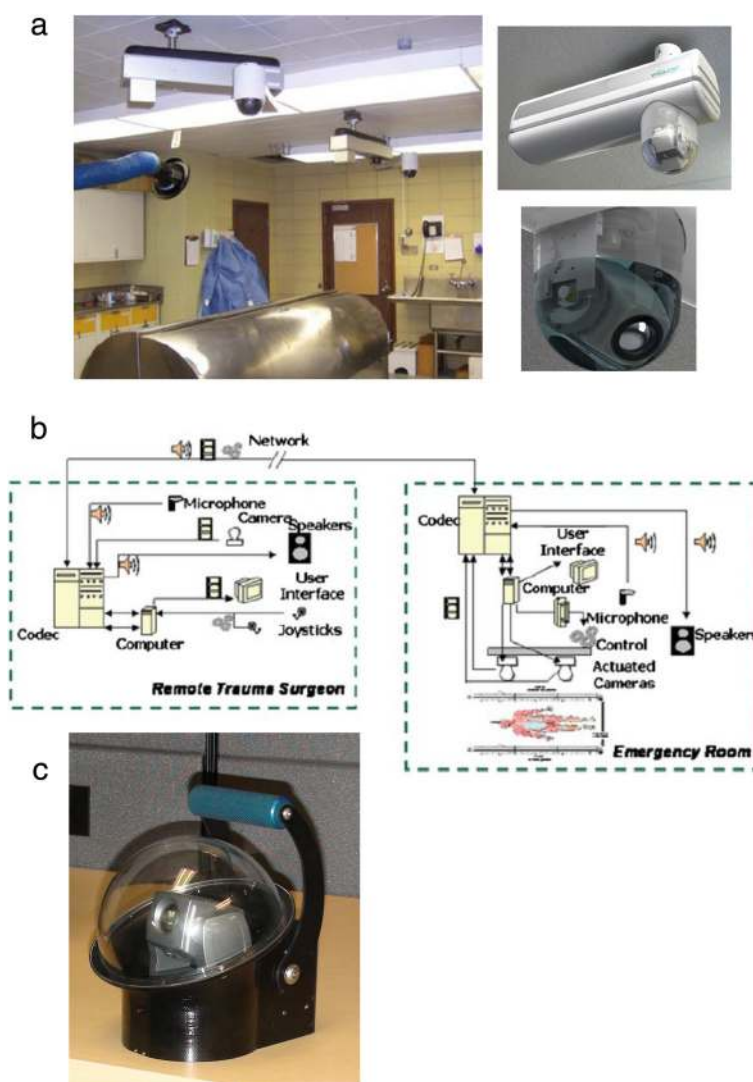 a
b
Network
Microphone
Camera
Speakers
User
Interface
Codec
Computer
Joysticks
Remote Trauma Surgeon
Codec
User
Interface
Computer
Microphone
Control
Speakers
Actuated
Cameras
Emergency Room
c